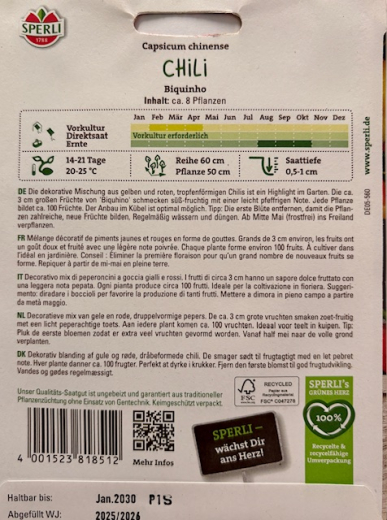 SPERLI
1788
Capsicum chinense
CHiLi
Biquinho
Inhalt: ca. 8 Pflanzen
Jan Feb Mär Apr Mai Jun Jul Aug Sep Okt Nov Dez
Vorkultur
Direktsaat Vorkultur erforderlich
Ernte
14-21 Tage Reihe 60 cm Saattiefe
20-25 °C Pflanze 50 cm 0,5-1 cm
www.sperli.de
DE Die dekorative Mischung aus gelben und roten, tropfenförmigen Chilis ist ein Highlight im Garten. Die ca.
3 cm großen Früchte von 'Biquinho' schmecken süß-fruchtig mit einer leicht pfeffrigen Note. Jede Pflanze
bildet ca. 100 Früchte. Der Anbau im Kübel ist optimal möglich. Tipp: Die erste Blüte entfernen, damit die Pflan-
zen zahlreiche, neue Früchte bilden. Regelmäßig wässern und düngen. Ab Mitte Mai (frostfrei) ins Freiland
verpflanzen.
FR Mélange décoratif de piments jaunes et rouges en forme de gouttes. Grands de 3 cm environ, les fruits ont
un goût doux et fruité avec une légère note poivrée. Chaque plante forme environ 100 fruits. À cultiver dans
l'idéal en jardinière. Conseil : Éliminer la première floraison pour qu'un grand nombre de nouveaux fruits se
forme. Repiquer à partir de mi-mai en pleine terre.
IT Decorativo mix di peperoncini a goccia gialli e rossi. I frutti di circa 3 cm hanno un sapore dolce fruttato con
una leggera nota pepata. Ogni pianta produce circa 100 frutti. Ideale per la coltivazione in fioriera. Suggeri-
mento: diradare i boccioli per favorire la produzione di tanti frutti. Mettere a dimora in pieno campo a partire
da metà maggio.
NL Decoratieve mix van gele en rode, druppelvormige pepers. De ca. 3 cm grote vruchten smaken zoet-fruitig
met een licht peperachtige toets. Aan iedere plant komen ca. 100 vruchten. Ideaal voor teelt in kuipen. Tip:
Pluk de eerste bloemen zodat er extra veel vruchten gevormd worden. Vanaf half mei naar de volle grond
verplanten.
DK Dekorativ blanding af gule og røde, dråbeformede chili. De smager sødt til frugtagtigt med en let pebret
note. Hver plante danner ca. 100 frugter. Perfekt at dyrke i krukker. Fjern den første blomst til god frugtudvikling.
Vandes og gødes regelmæssigt.
Unser Qualitäts-Saatgut ist ungebeizt und garantiert aus traditioneller
Pflanzenzüchtung ohne Einsatz von Gentechnik. Keimgeschützt verpackt.
4 001523 818512
Mehr Infos
FSC
RECYCLED
SPERLI –
wächst Dir
ans Herz!
SPERLI'S
GRÜNES HERZ
100%
Recycelte &
recycelfähige
Umverpackung
Haltbar bis: Jan.2030 P1S
Abgefüllt WJ: 2025/2026